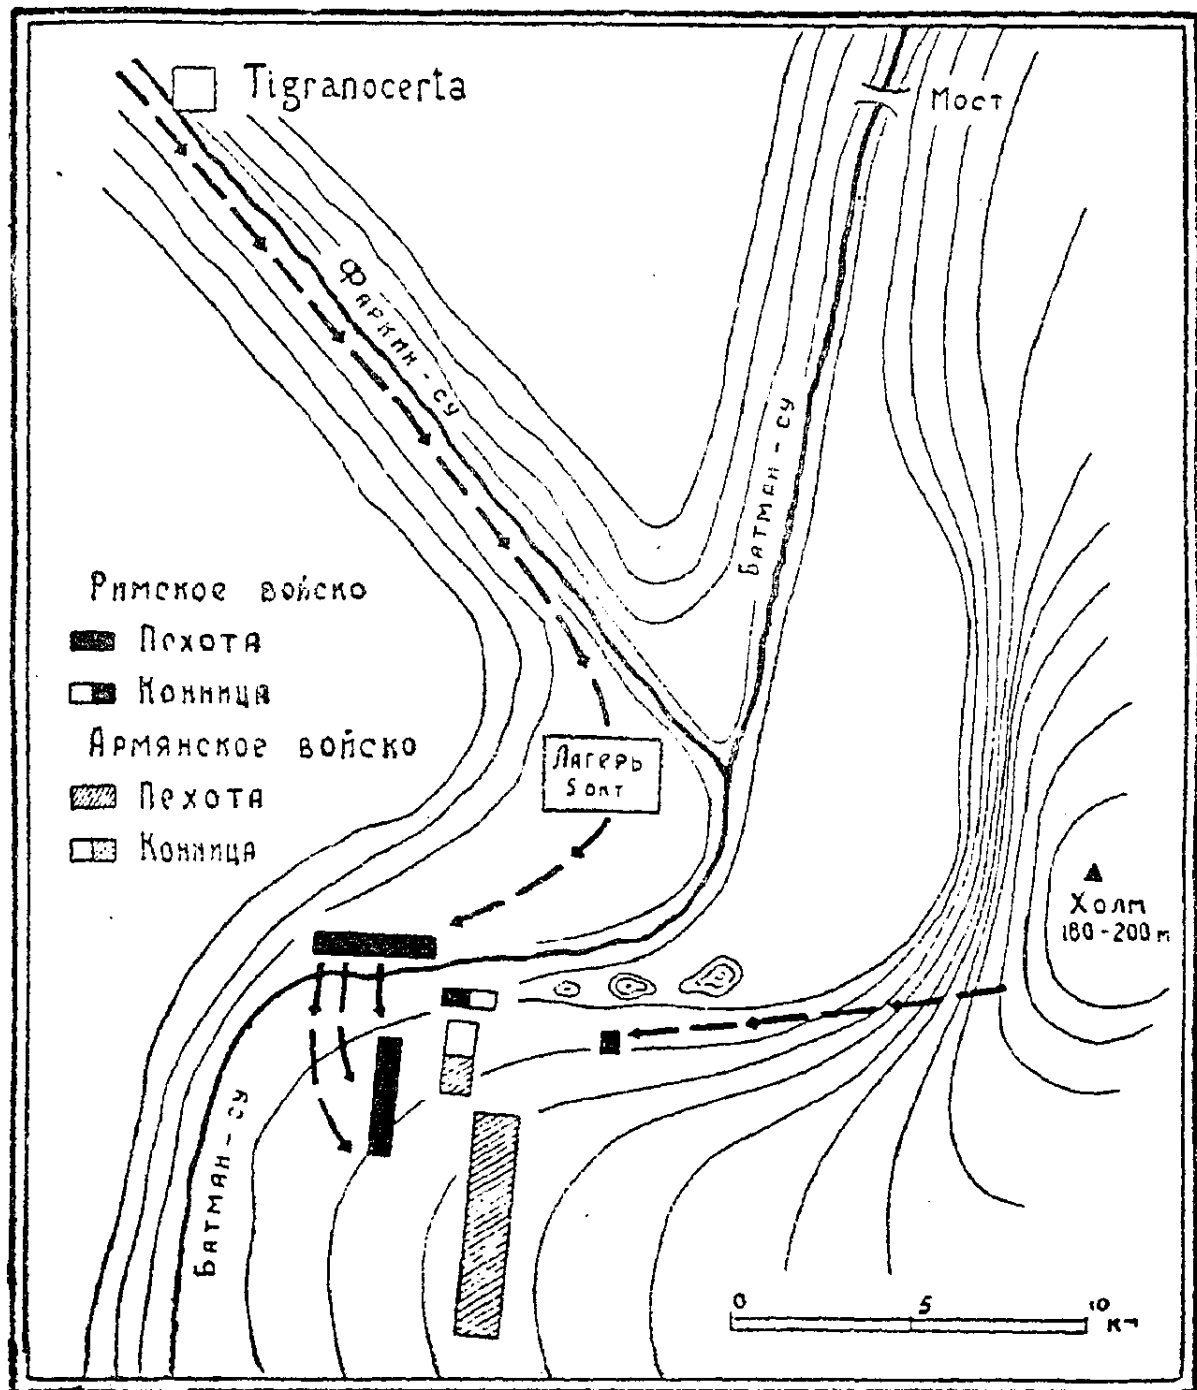 Tigranocerta
Мост
Фаркин-су
Батман-су
Римское войско
Пехота
Конница
Армянское войско
Пехота
Конница
Лагерь
5 окт
Холм
180-200 м
Батман-су
0 5 10
км